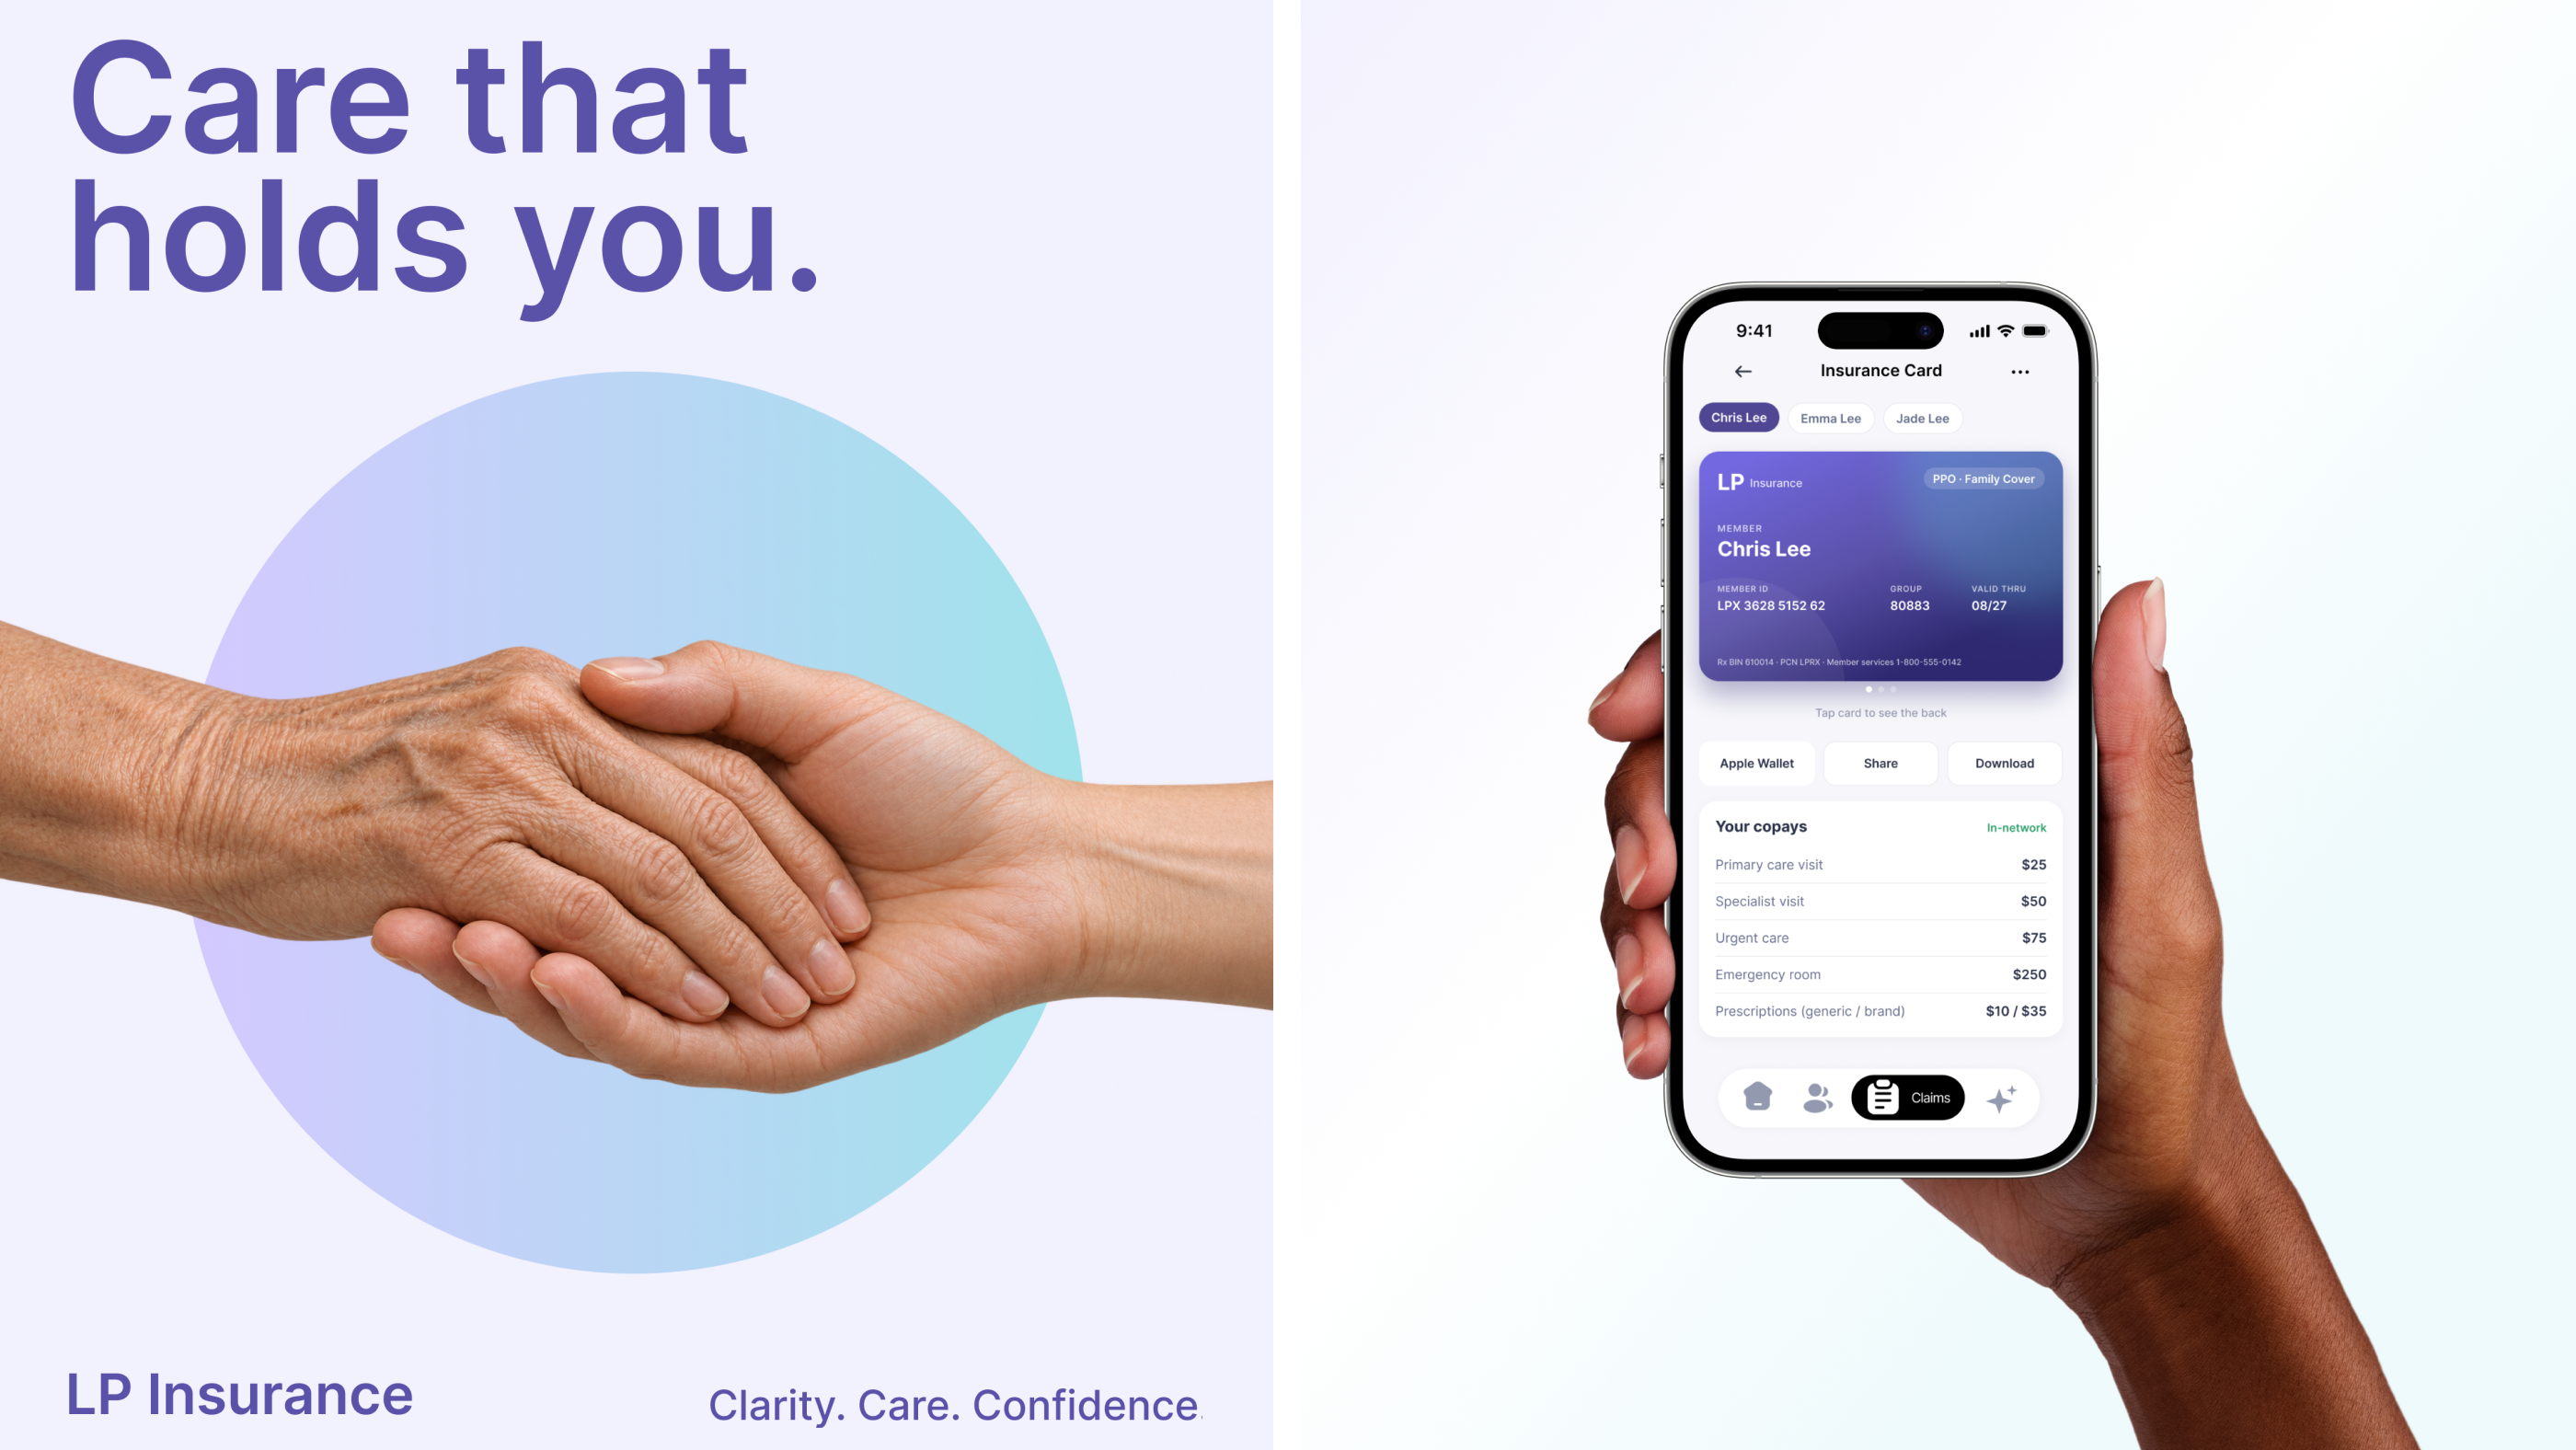 Care that
holds you.
LP Insurance
Clarity. Care. Confidence.
9:41
Insurance Card
Chris Lee
Emma Lee
Jade Lee
LP Insurance
PPO · Family Cover
MEMBER
Chris Lee
MEMBER ID
LPX 3628 5152 62
GROUP
80883
VALID THRU
08/27
Rx BIN 610014 · PCN LPRX · Member services 1-800-555-0142
Tap card to see the back
Apple Wallet
Share
Download
Your copays
In-network
Primary care visit $25
Specialist visit $50
Urgent care $75
Emergency room $250
Prescriptions (generic / brand) $10 / $35
Claims